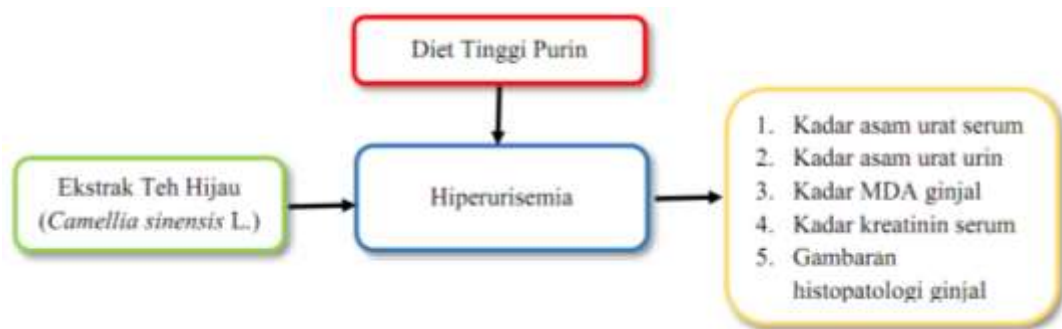 Diet Tinggi Purin
Ekstrak Teh Hijau
(Camellia sinensis L.)
Hiperurisemia
1. Kadar asam urat serum
2. Kadar asam urat urin
3. Kadar MDA ginjal
4. Kadar kreatinin serum
5. Gambaran
histopatologi ginjal